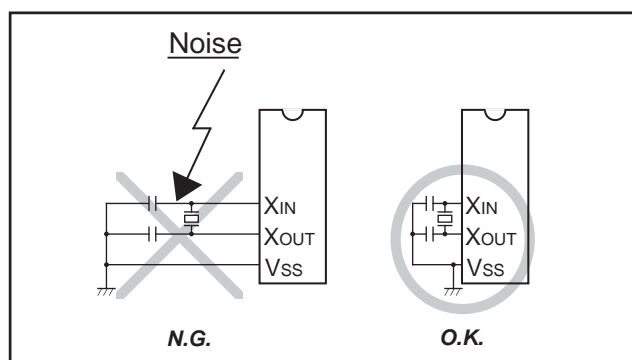 Noise
XIN
XOUT
VSS
N.G.
XIN
XOUT
VSS
O.K.